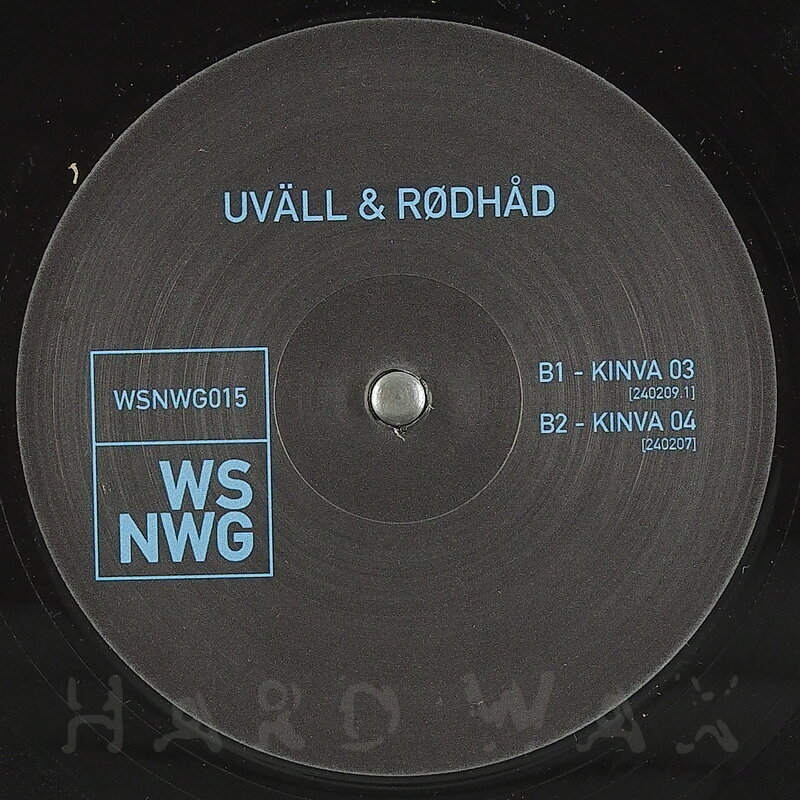 UVÄLL & RØDHÅD
WSNWG015
WS
NWG
B1 - KINVA 03
[240209.1]
B2 - KINVA 04
[240207]
HARD WAX